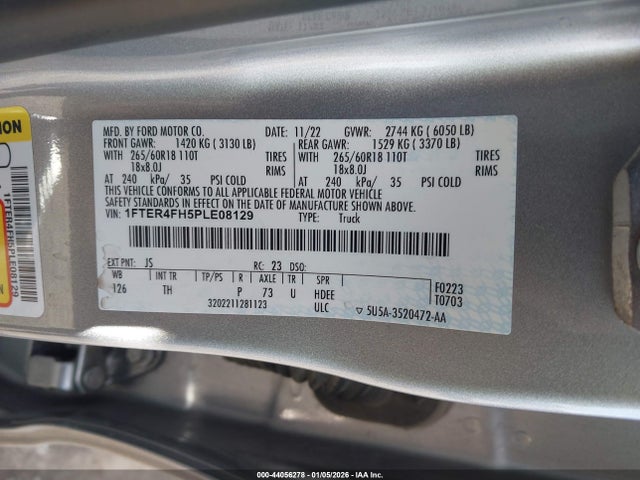 MFD. BY FORD MOTOR CO. DATE: 11/22 GVWR: 2744 KG ( 6050 LB)
FRONT GAWR: 1420 KG ( 3130 LB) REAR GAWR: 1529 KG ( 3370 LB)
WITH 265/60R18 110T TIRES WITH 265/60R18 110T TIRES
18x8.0J RIMS 18x8.0J RIMS
AT 240 kPa/ 35 PSI COLD AT 240 kPa/ 35 PSI COLD
THIS VEHICLE CONFORMS TO ALL APPLICABLE FEDERAL MOTOR VEHICLE
SAFETY STANDARDS IN EFFECT ON THE DATE OF MANUFACTURE SHOWN ABOVE.
VIN: 1FTER4FH5PLE08129 TYPE: Truck
EXT PNT: JS RC: 23 DSO:
WB INT TR TP/PS R AXLE TR SPR F0223
126 TH P 73 U HDEE T0703
3202211281123 ULC 5U5A-3520472-AA
TER4FH5PLE08129
000-44056278 - 01/05/2026 - IAA Inc.